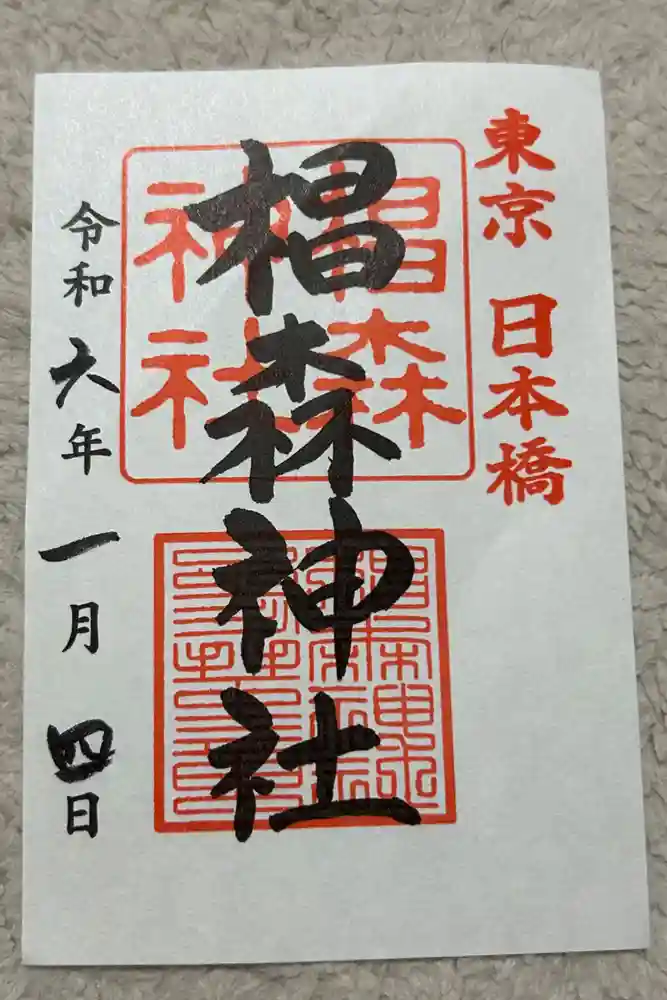 東京 日本橋
椙森神社
椙森
神社
令和六年一月四日